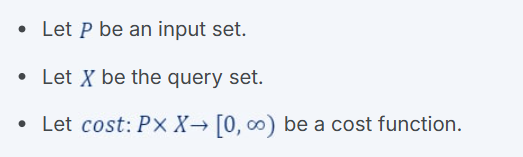 • Let P be an input set.
• Let X be the query set.
• Let cost: P× X→ [0, ∞) be a cost function.